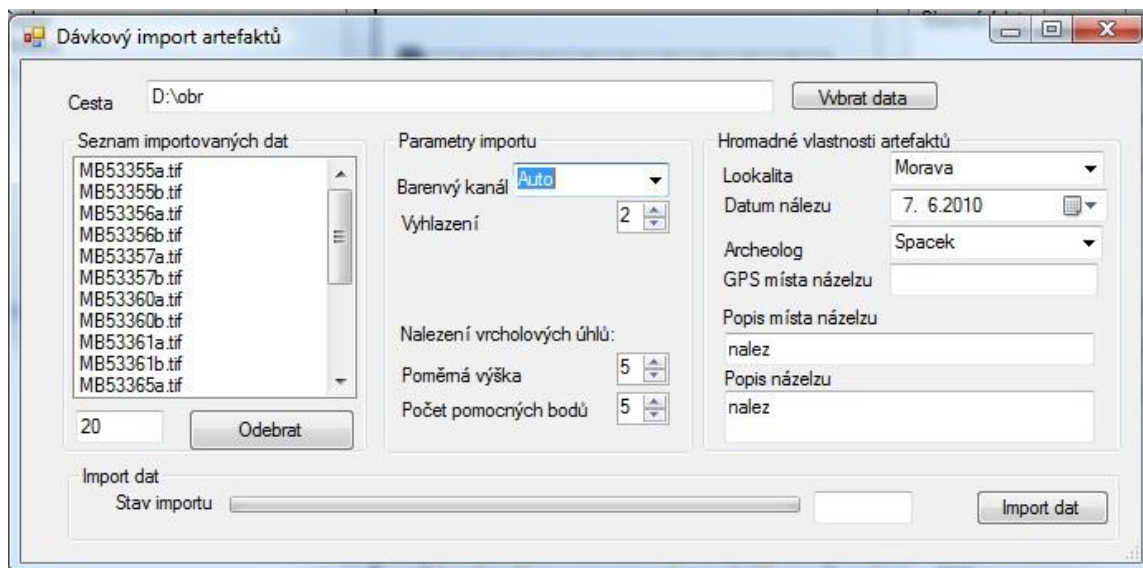 Dávkový import artefaktů
Cesta
D:\obr
Vybrat data
Seznam importovaných dat
MB53355a.tif
MB53355b.tif
MB53356a.tif
MB53356b.tif
MB53357a.tif
MB53357b.tif
MB53360a.tif
MB53360b.tif
MB53361a.tif
MB53361b.tif
MB53365a.tif
20
Odebrat
Parametry importu
Barenvý kanál
Auto
Vyhlazení
2
Nalezení vrcholových úhlů:
Poměrná výška
5
Počet pomocných bodů
5
Hromadné vlastnosti artefaktů
Lookalita
Morava
Datum nálezu
7. 6.2010
Archeolog
Spacek
GPS místa názelzu
Popis místa názelzu
nalez
Popis názelzu
nalez
Import dat
Stav importu
Import dat